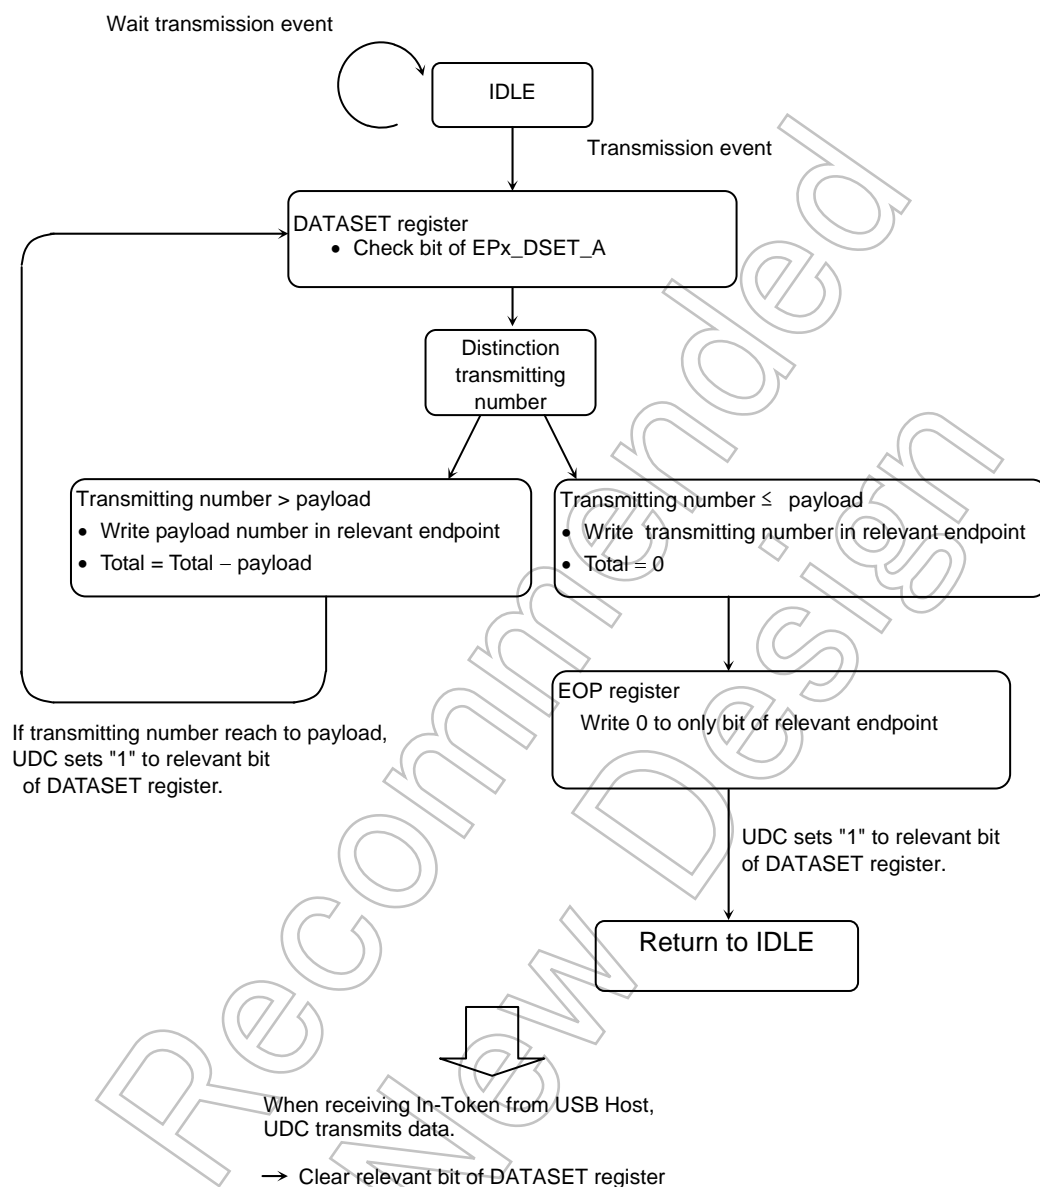 Wait transmission event
IDLE
Transmission event
DATASET register
• Check bit of EPx_DSET_A
Distinction
transmitting
number
Transmitting number > payload
• Write payload number in relevant endpoint
• Total = Total − payload
Transmitting number ≤ payload
• Write transmitting number in relevant endpoint
• Total = 0
If transmitting number reach to payload,
UDC sets "1" to relevant bit
of DATASET register.
EOP register
Write 0 to only bit of relevant endpoint
UDC sets "1" to relevant bit
of DATASET register.
Return to IDLE
When receiving In-Token from USB Host,
UDC transmits data.
→ Clear relevant bit of DATASET register
Recommended
New Design